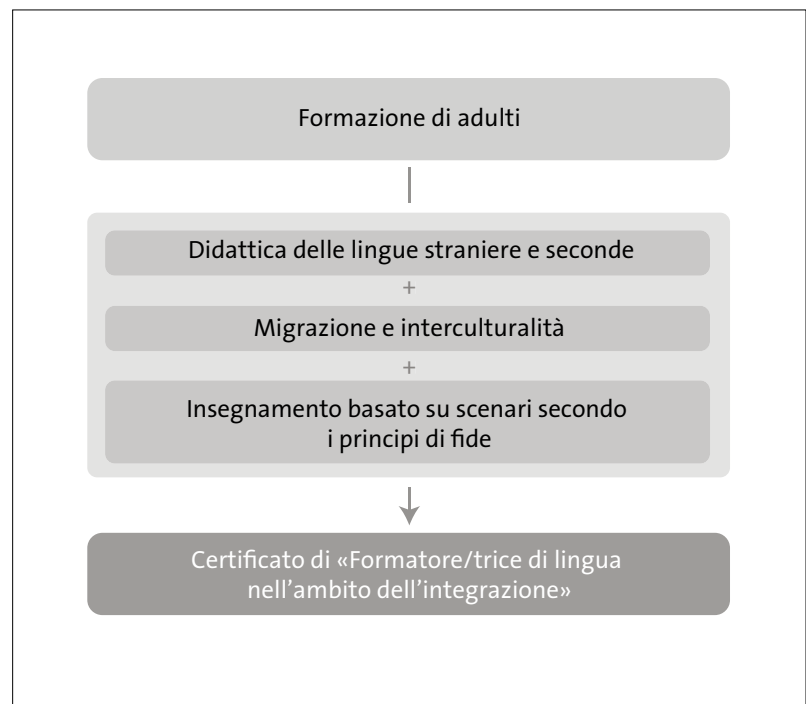 Formazione di adulti
Didattica delle lingue straniere e seconde
+
Migrazione e interculturalità
+
Insegnamento basato su scenari secondo
i principi di fide
Certificato di «Formatore/trice di lingua
nell’ambito dell’integrazione»